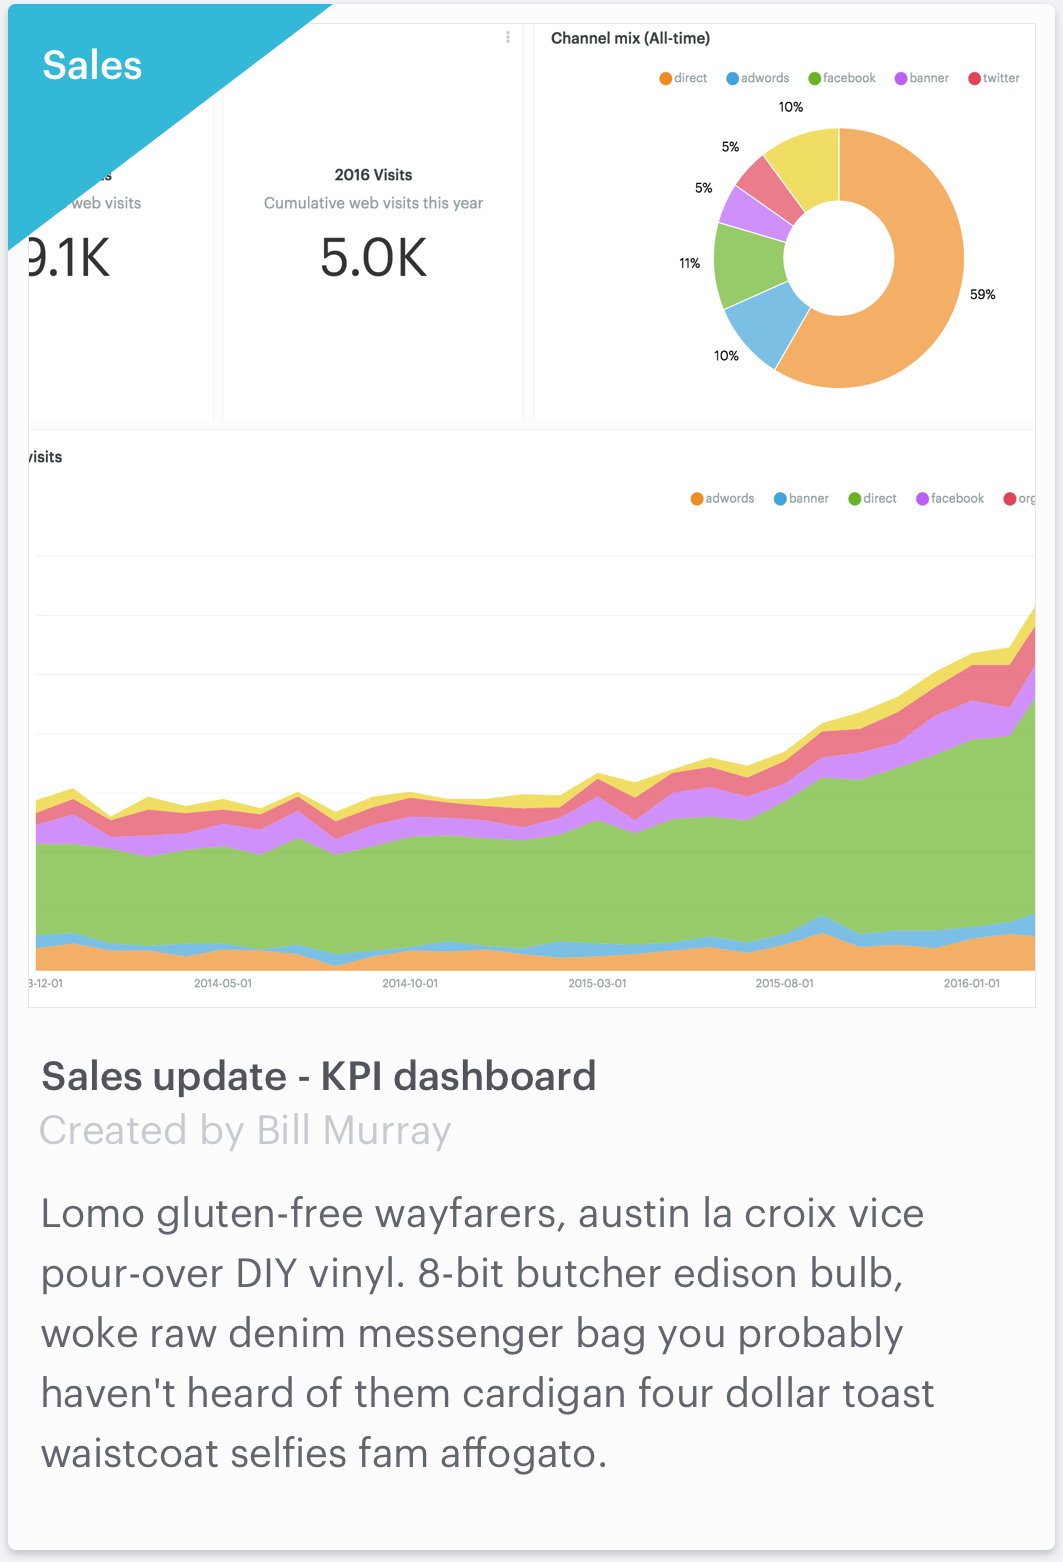 Sales
Channel mix (All-time)
direct adwords facebook banner twitter
10%
5%
5%
11%
10%
59%
web visits
9.1K
2016 Visits
Cumulative web visits this year
5.0K
visits
adwords banner direct facebook
3-12-01 2014-05-01 2014-10-01 2015-03-01 2015-08-01 2016-01-01
Sales update - KPI dashboard
Created by Bill Murray
Lomo gluten-free wayfarers, austin la croix vice
pour-over DIY vinyl. 8-bit butcher edison bulb,
woke raw denim messenger bag you probably
haven't heard of them cardigan four dollar toast
waistcoat selfies fam affogato.